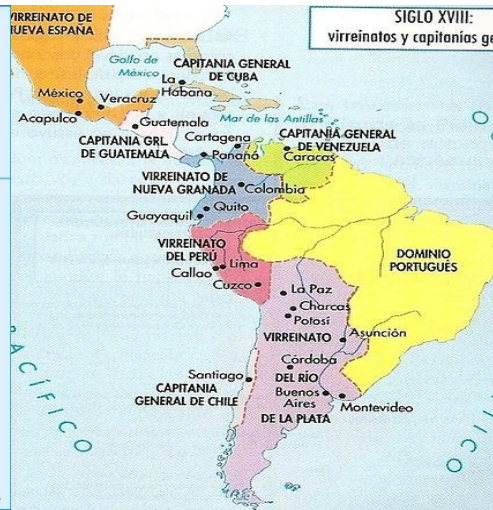 VIRREINATO DE
NUEVA ESPAÑA
SIGLO XVIII:
virreinatos y capitanías ge
Golfo de
México
CAPITANÍA GENERAL
DE CUBA
La
Habana
México
Veracruz
Acapulco
Mar de las Antillas
Guatemala
CAPITANÍA GRL.
DE GUATEMALA
Cartagena
CAPITANÍA GENERAL
DE VENEZUELA
Caracas
Panamá
VIRREINATO DE
NUEVA GRANADA
Colombia
Quito
Guayaquil
VIRREINATO
DEL PERÚ
Lima
Callao
Cuzco
DOMINIO
PORTUGUÉS
La Paz
Charcas
Potosí
VIRREINATO
Asunción
Córdoba
Santiago
DEL RÍO
CAPITANIA
GENERAL DE CHILE
Buenos
Aires
Montevideo
DE LA PLATA
PACÍFICO